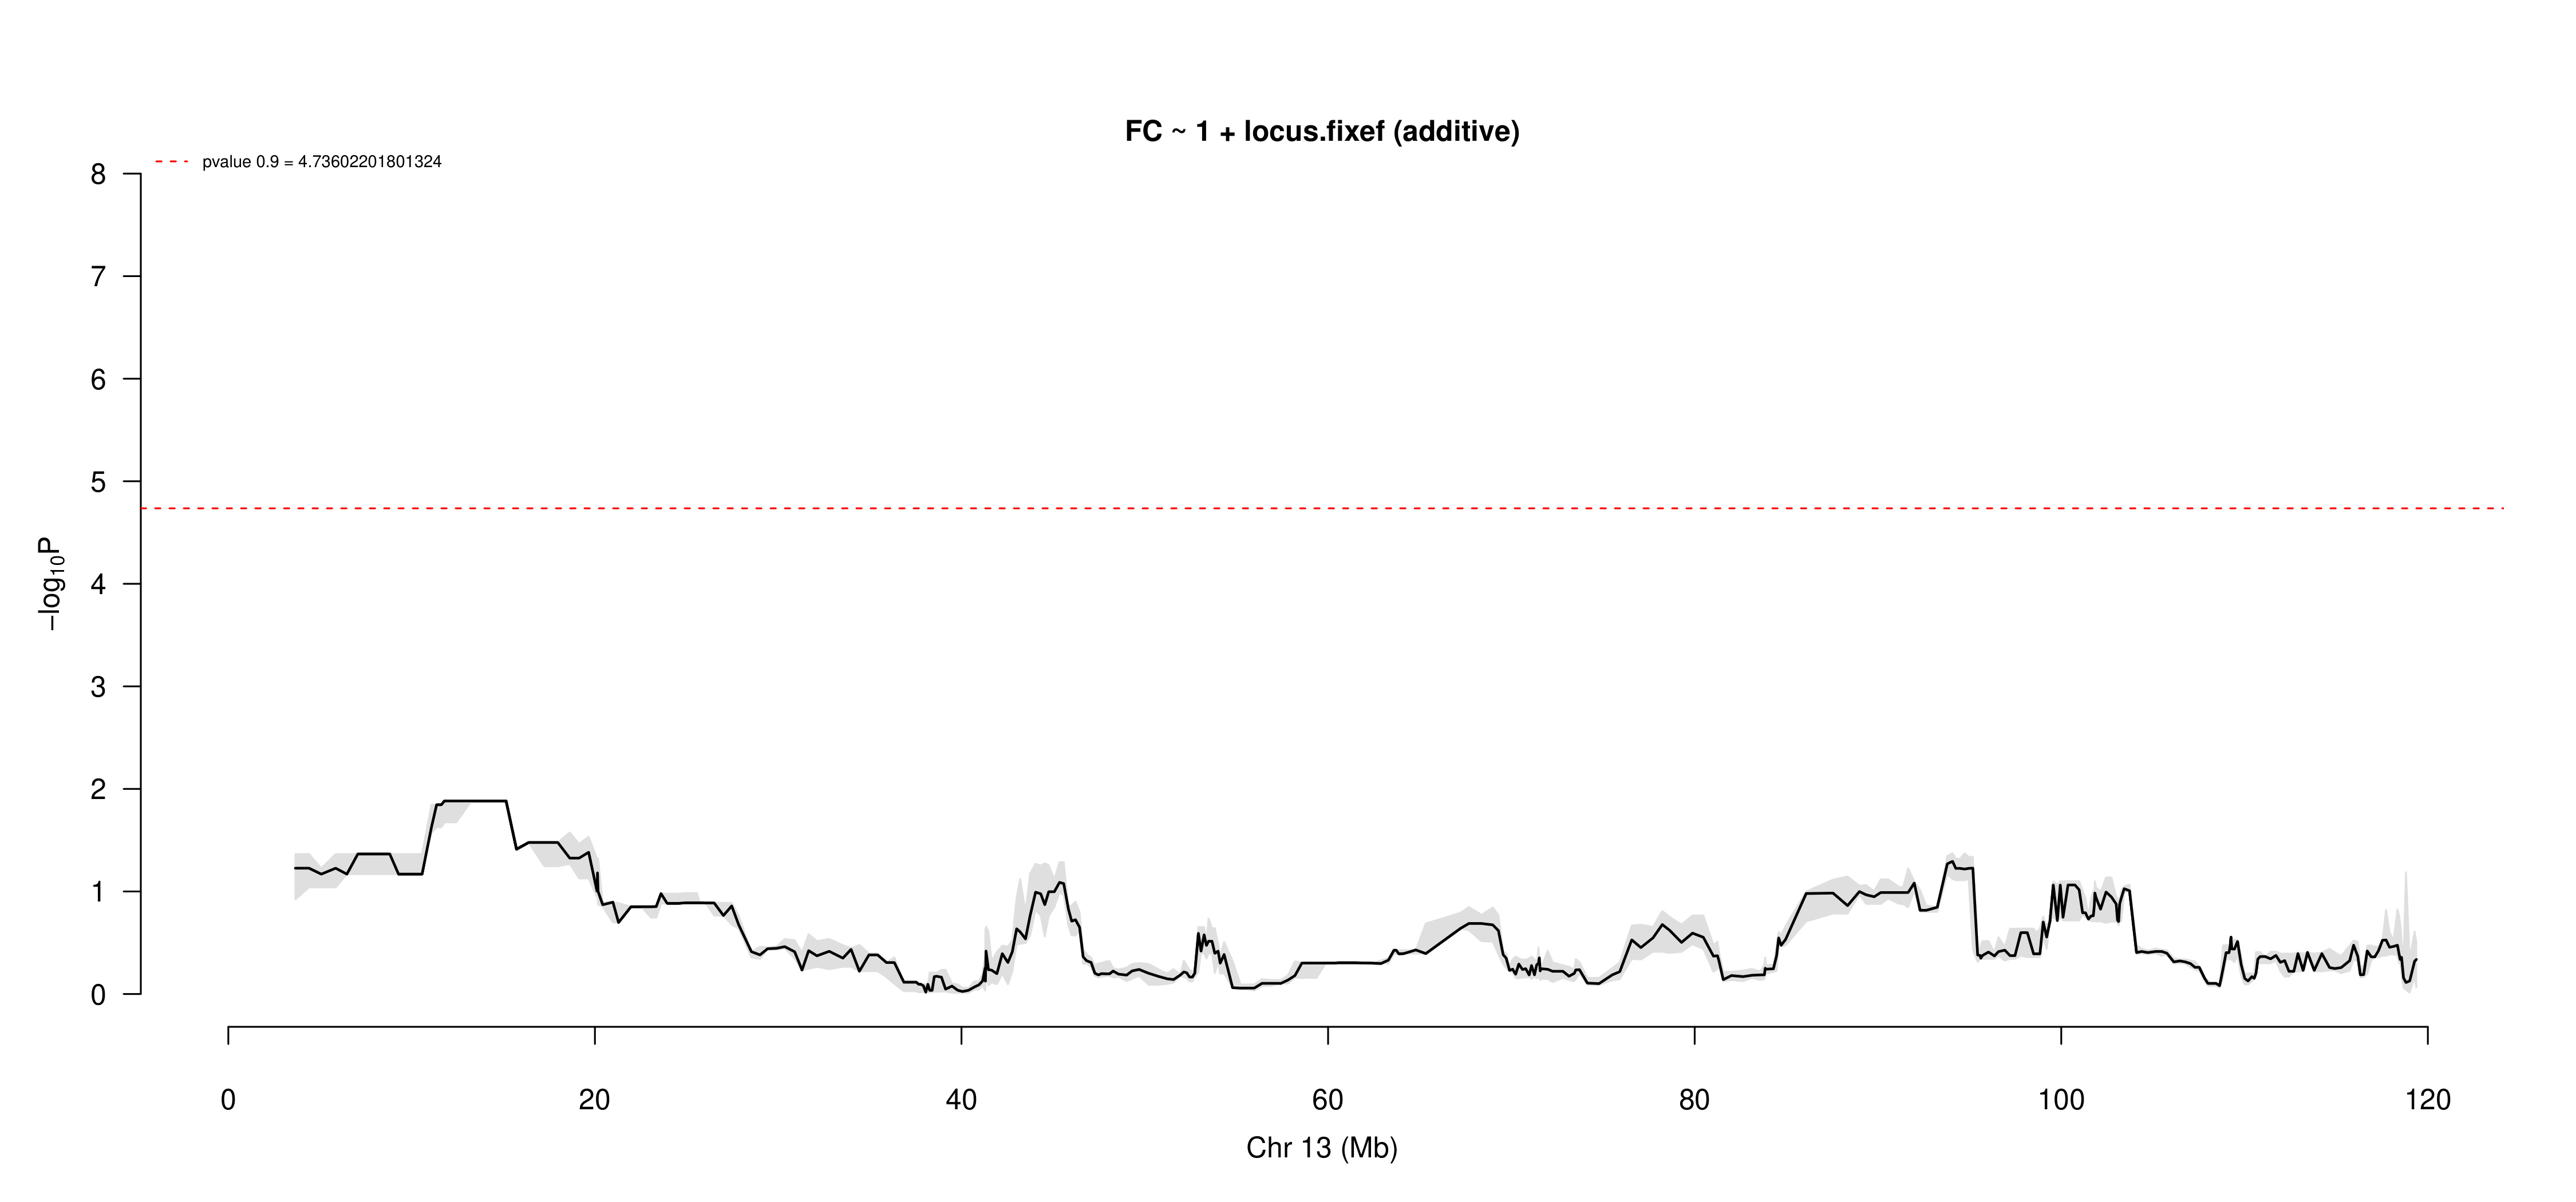 FC ~ 1 + locus.fixef (additive)
pvalue 0.9 = 4.73602201801324
8
7
6
5
4
3
2
1
0
−log10P
0 20 40 60 80 100 120
Chr 13 (Mb)